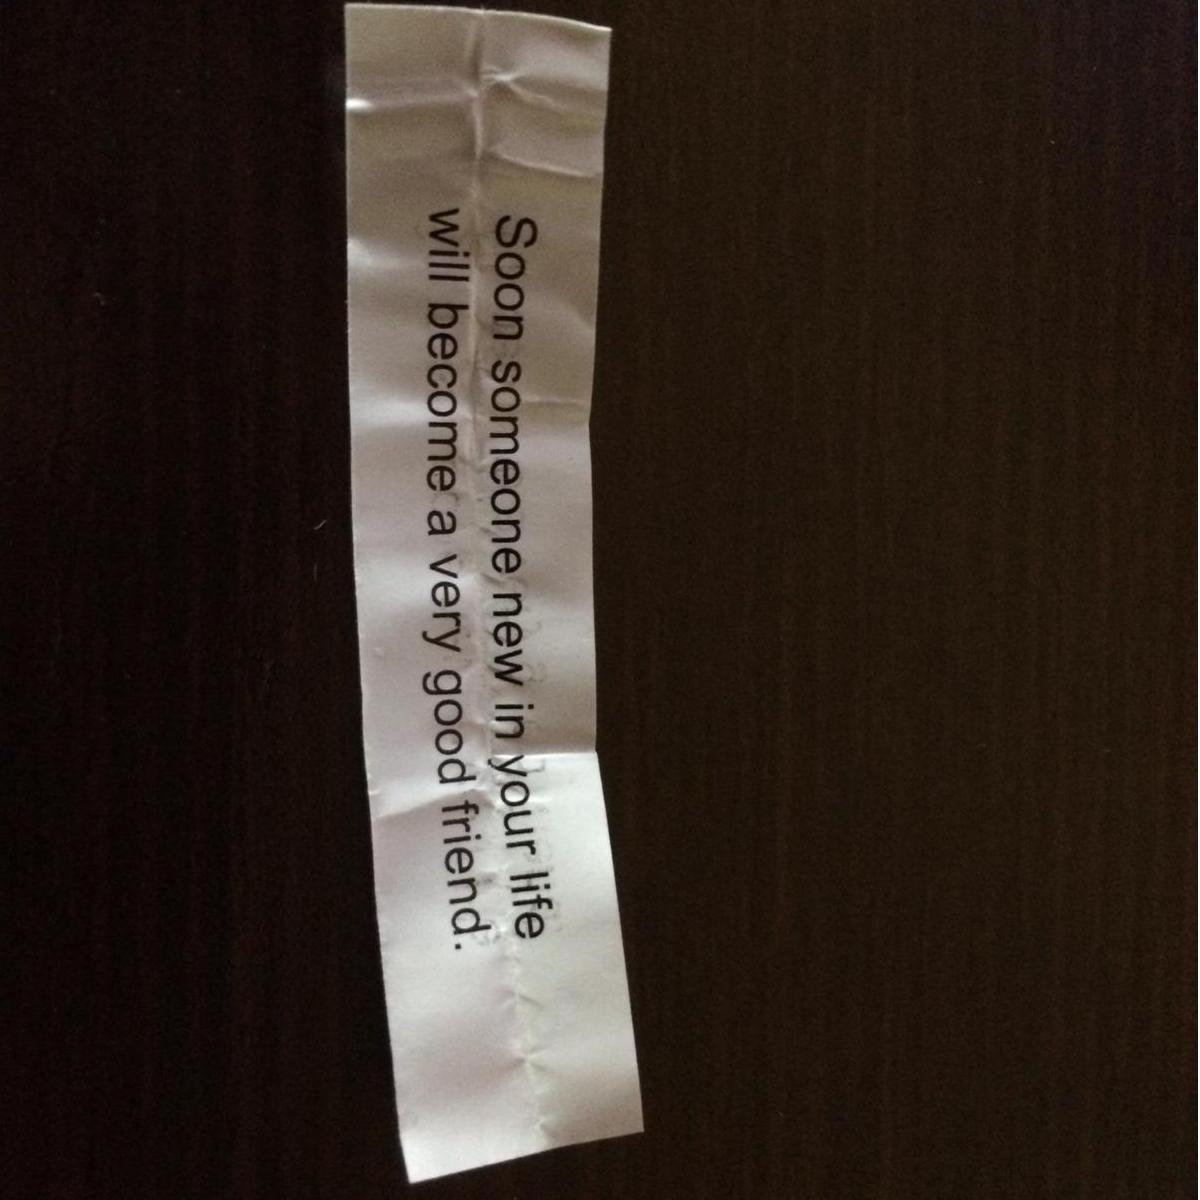 Soon someone new in your life
will become a very good friend.